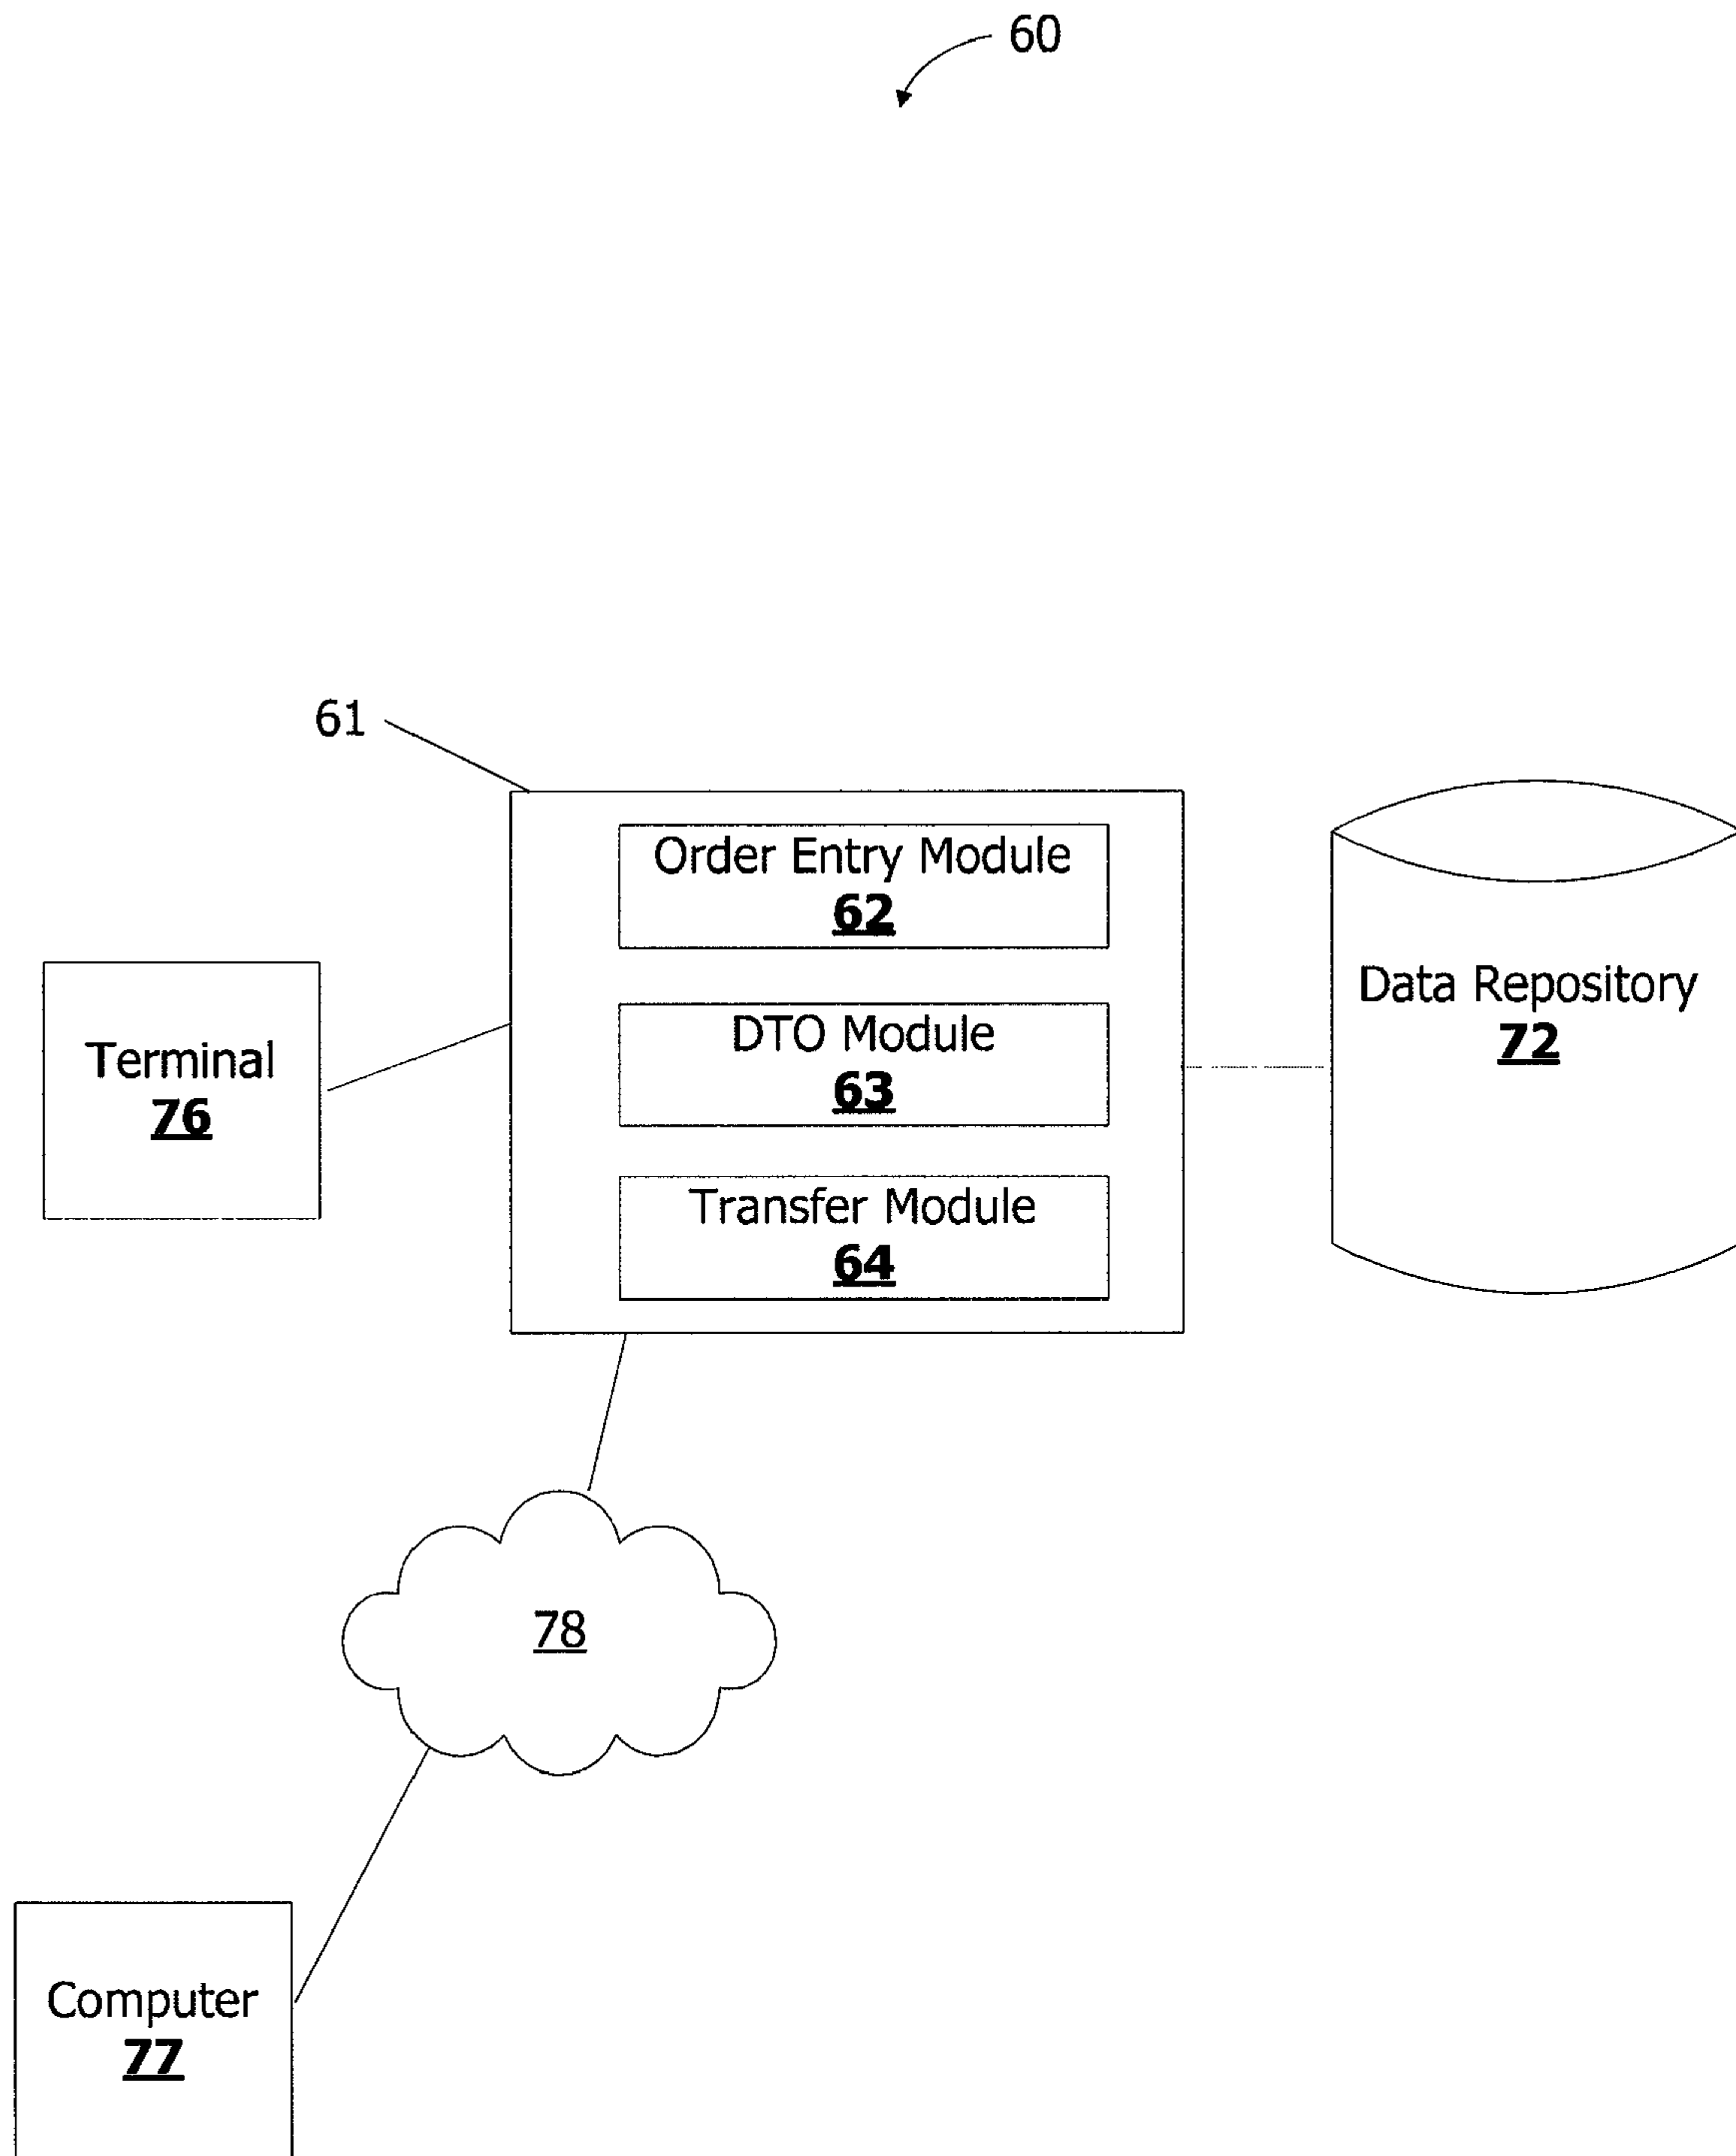 60
61
Order Entry Module
62
DTO Module
63
Transfer Module
64
Data Repository
72
Terminal
76
78
Computer
77